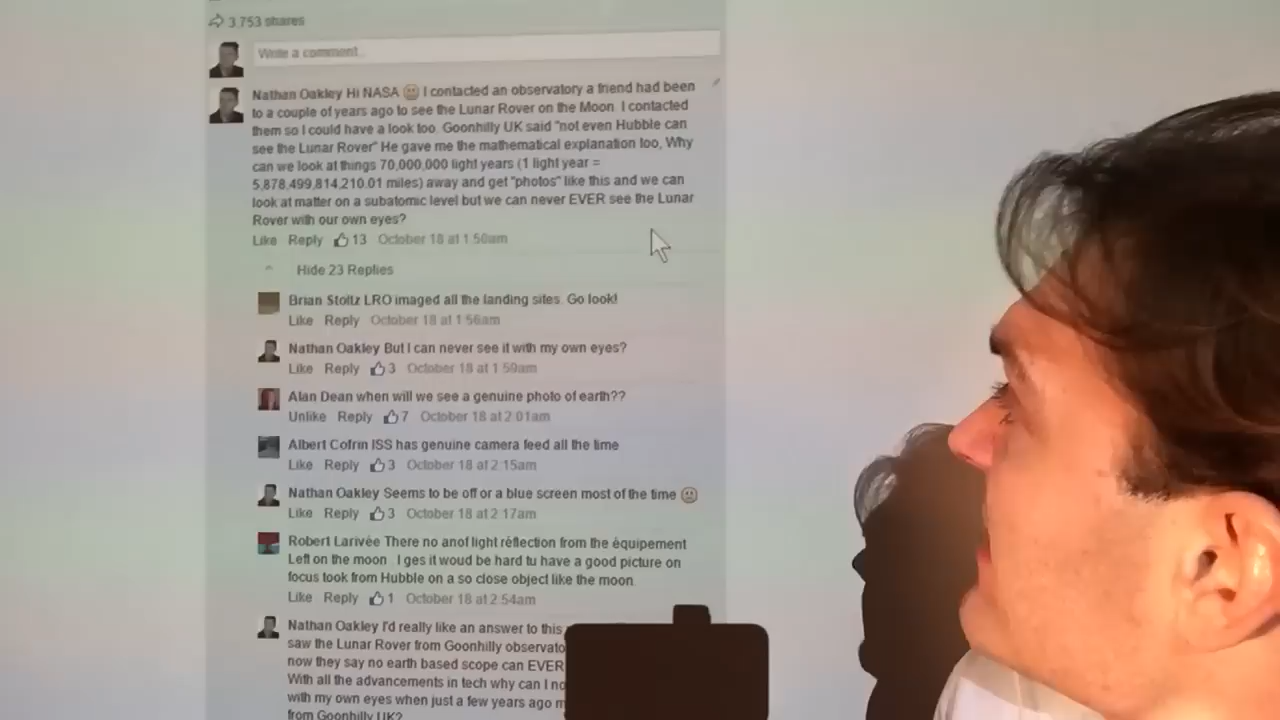 3,753 shares
Write a comment...
Nathan Oakley Hi NASA I contacted an observatory a friend had been
to a couple of years ago to see the Lunar Rover on the Moon. I contacted
them so I could have a look too. Goonhilly UK said "not even Hubble can
see the Lunar Rover" He gave me the mathematical explanation too, Why
can we look at things 70,000,000 light years (1 light year =
5,878,499,814,210.01 miles) away and get "photos" like this and we can
look at matter on a subatomic level but we can never EVER see the Lunar
Rover with our own eyes?
Like Reply 13 October 18 at 1:50am
Hide 23 Replies
Brian Stoltz LRO imaged all the landing sites. Go look!
Like Reply October 18 at 1:56am
Nathan Oakley But I can never see it with my own eyes?
Like Reply 3 October 18 at 1:59am
Alan Dean when will we see a genuine photo of earth??
Unlike Reply 7 October 18 at 2:01am
Albert Cofrin ISS has genuine camera feed all the time
Like Reply 3 October 18 at 2:15am
Nathan Oakley Seems to be off or a blue screen most of the time
Like Reply 3 October 18 at 2:17am
Robert Larivée There no anof light réflection from the équipement
Left on the moon . I ges it woud be hard tu have a good picture on
focus took from Hubble on a so close object like the moon.
Like Reply 1 October 18 at 2:54am
Nathan Oakley I'd really like an answer to this
saw the Lunar Rover from Goonhilly
now they say no earth based scope can EVER
With all the advancements in tech why can I
with my own eyes when just a few years ago
from Goonhilly UK?